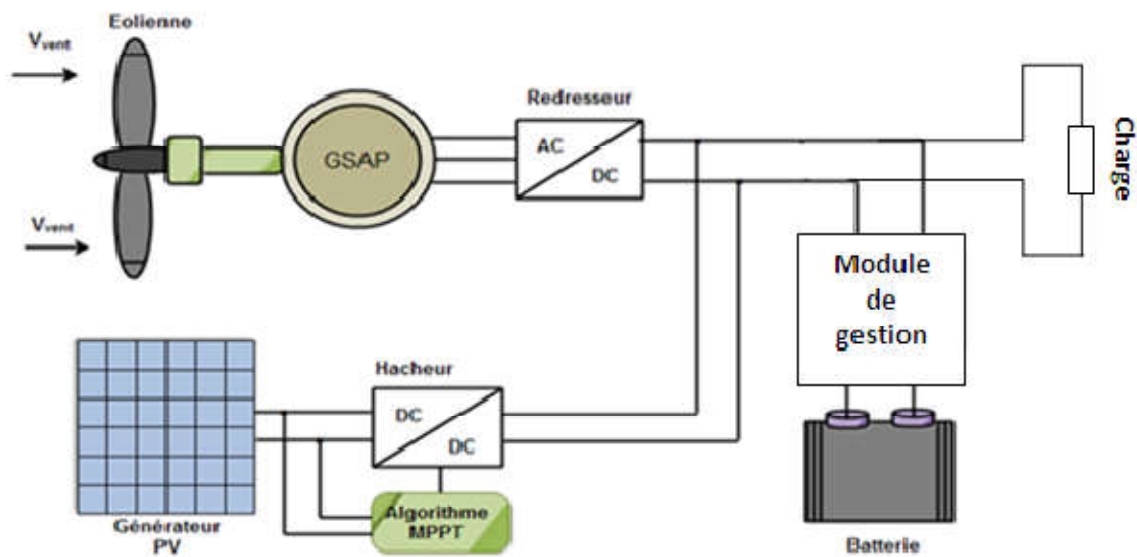 Eolienne
Vvent
Vvent
GSAP
Redresseur
AC
DC
Charge
Module
de
gestion
Hacheur
DC
DC
Algorithme
MPPT
Générateur
PV
Batterie